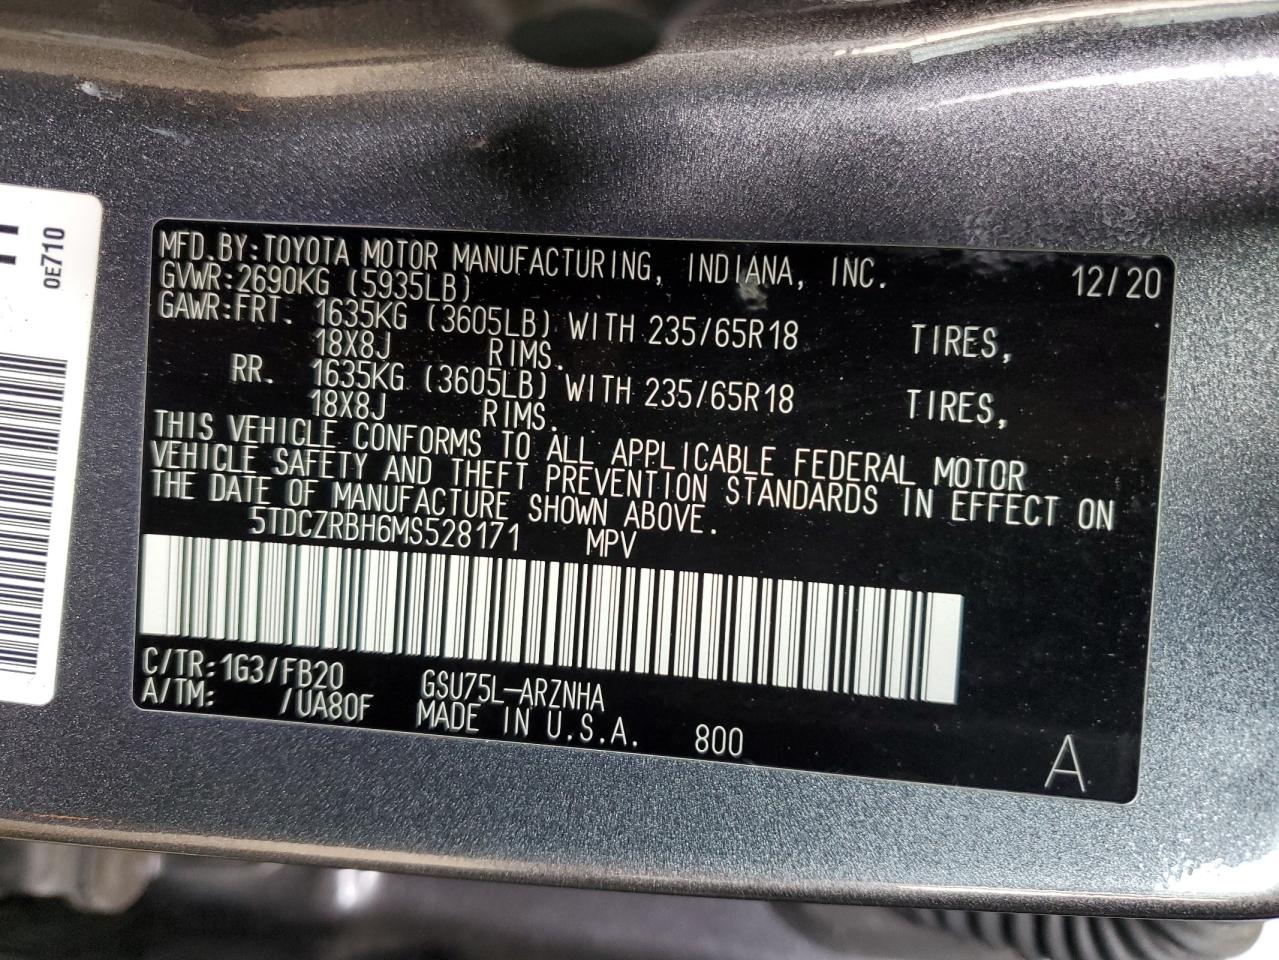 MFD.BY:TOYOTA MOTOR MANUFACTURING, INDIANA, INC. 12/20
GVWR:2690KG (5935LB)
GAWR:FRT. 1635KG (3605LB) WITH 235/65R18 TIRES,
18X8J RIMS.
RR. 1635KG (3605LB) WITH 235/65R18 TIRES,
18X8J RIMS.
THIS VEHICLE CONFORMS TO ALL APPLICABLE FEDERAL MOTOR
VEHICLE SAFETY AND THEFT PREVENTION STANDARDS IN EFFECT ON
THE DATE OF MANUFACTURE SHOWN ABOVE.
5TDCZRBH6MS528171 MPV
C/TR:1G3/FB20 GSU75L-ARZNHA
A/TM: /UA80F MADE IN U.S.A. 800
A
0E710